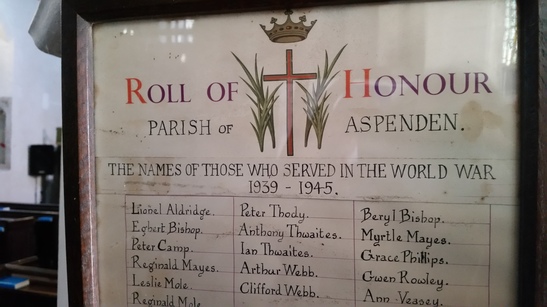 ROLL OF HONOUR
PARISH OF ASPENDEN.
THE NAMES OF THOSE WHO SERVED IN THE WORLD WAR
1939 - 1945.
Lionel Aldridge. Peter Thody. Beryl Bishop.
Egbert Bishop. Anthony Thwaites. Myrtle Mayes.
Peter Camp. Ian Thwaites. Grace Phillips.
Reginald Mayes. Arthur Webb. Gwen Rowley.
Leslie Mole. Clifford Webb. Ann Veasey.
Reginald Mole.